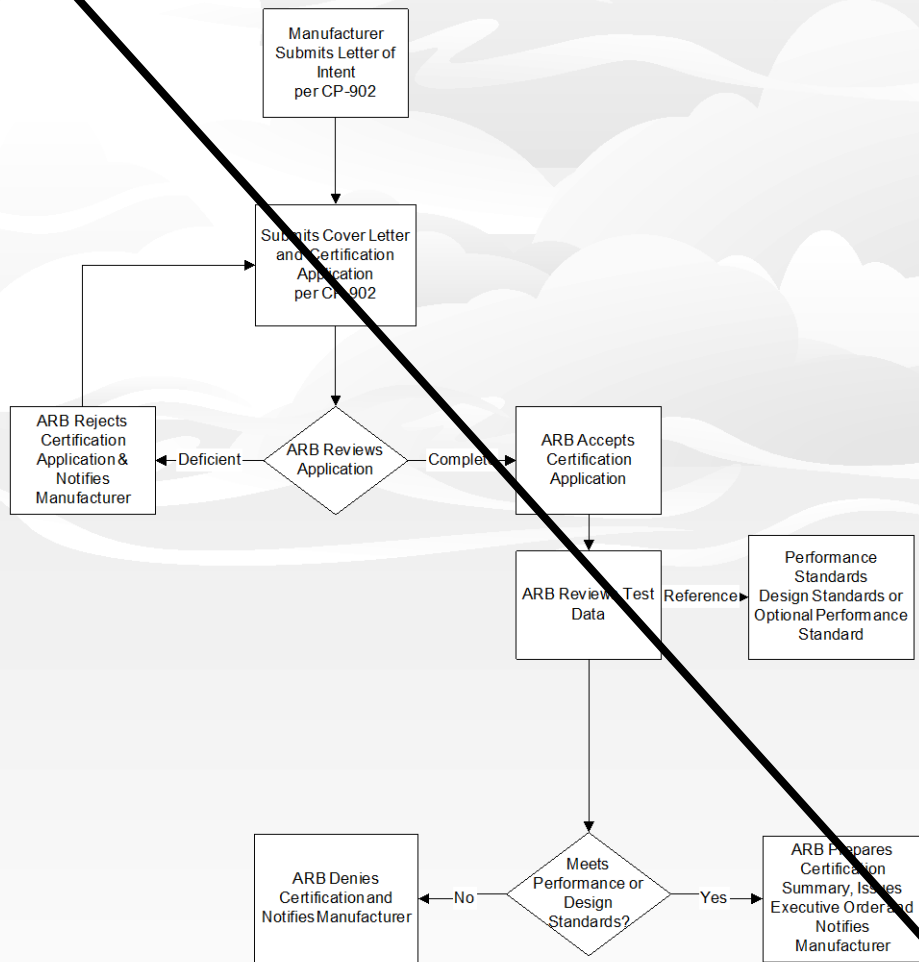 Manufacturer
Submits Letter of
Intent
per CP-902
Submits Cover Letter
and Certification
Application
per CP-902
ARB Rejects
Certification
Application &
Notifies
Manufacturer
Deficient
ARB Reviews
Application
Complete
ARB Accepts
Certification
Application
ARB Reviews Test
Data
Reference
Performance
Standards
Design Standards or
Optional Performance
Standard
ARB Denies
Certification and
Notifies Manufacturer
No
Meets
Performance or
Design
Standards?
Yes
ARB Prepares
Certification
Summary, Issues
Executive Order and
Notifies
Manufacturer